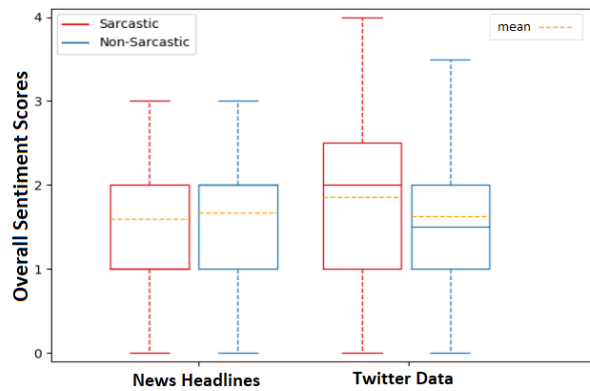 Sarcastic
Non-Sarcastic
mean
Overall Sentiment Scores
4
3
2
1
0
News Headlines
Twitter Data